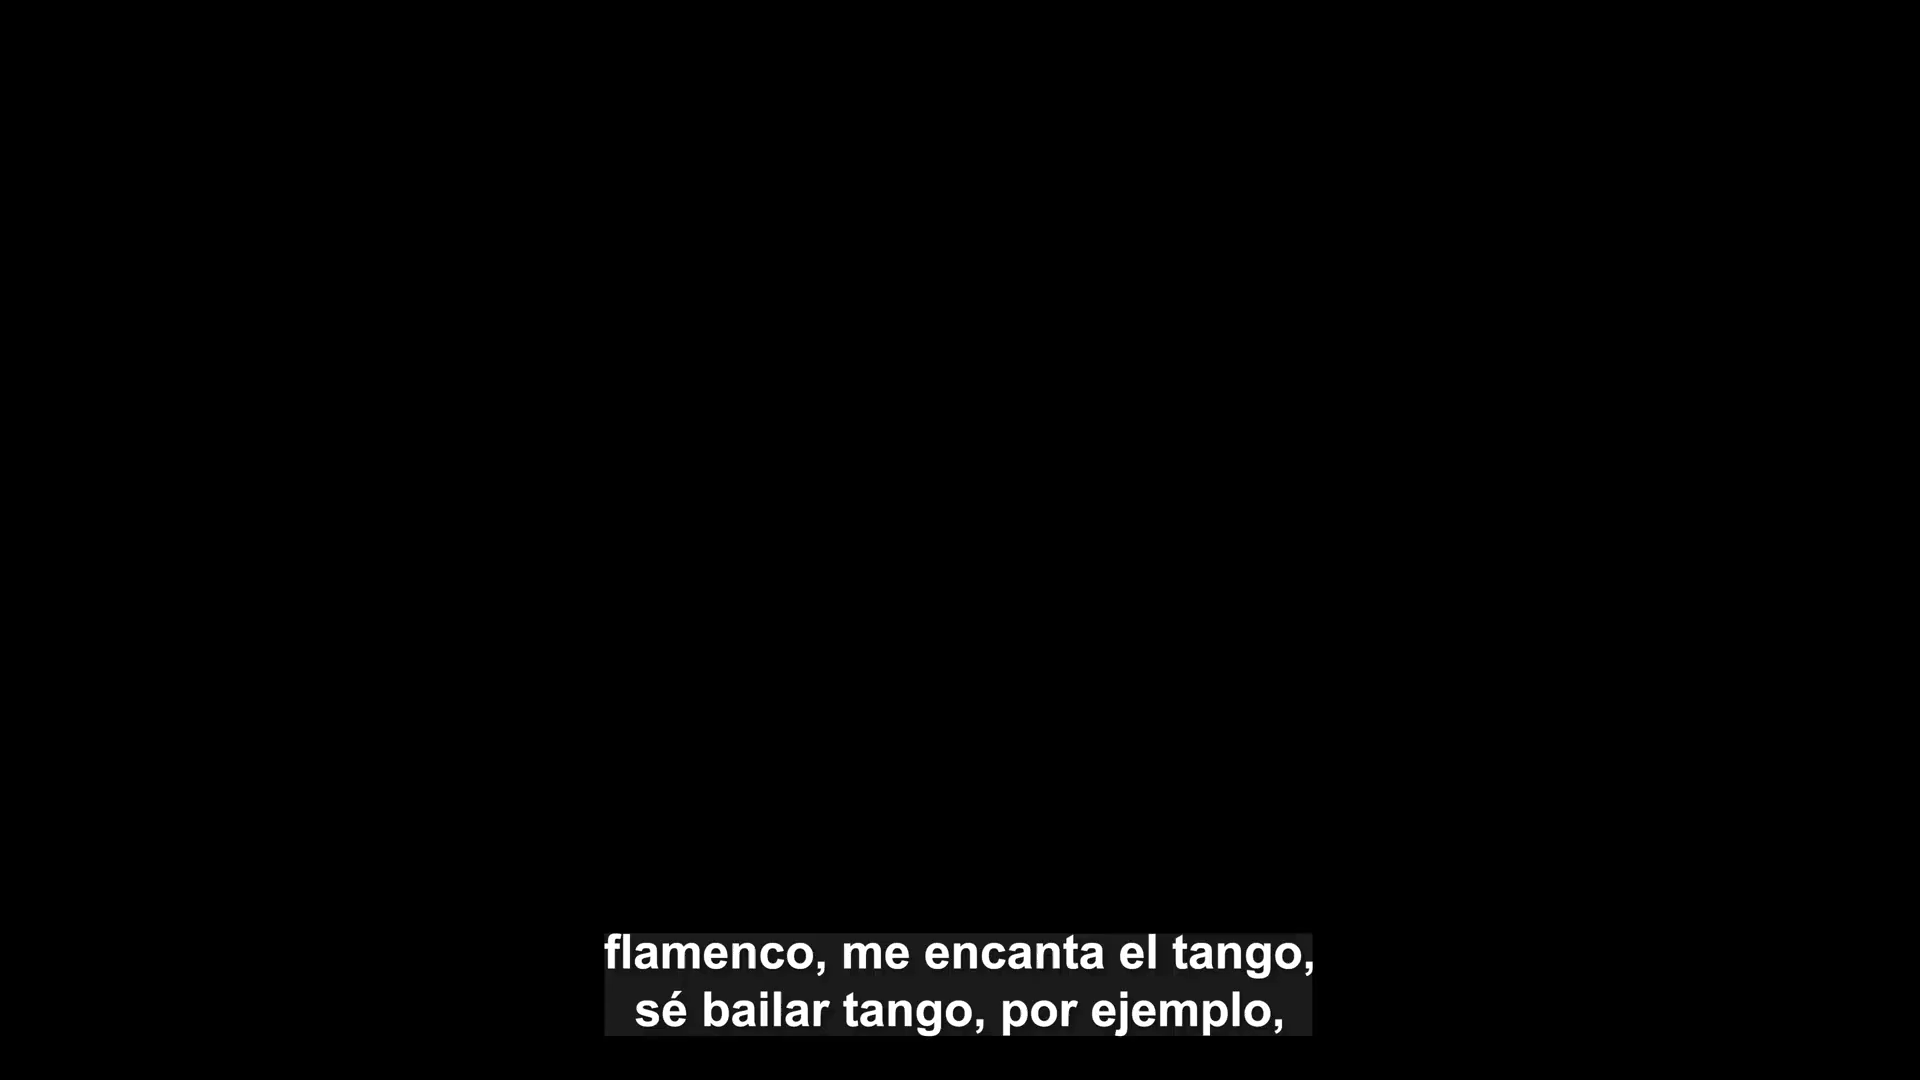 flamenco, me encanta el tango,
sé bailar tango, por ejemplo,